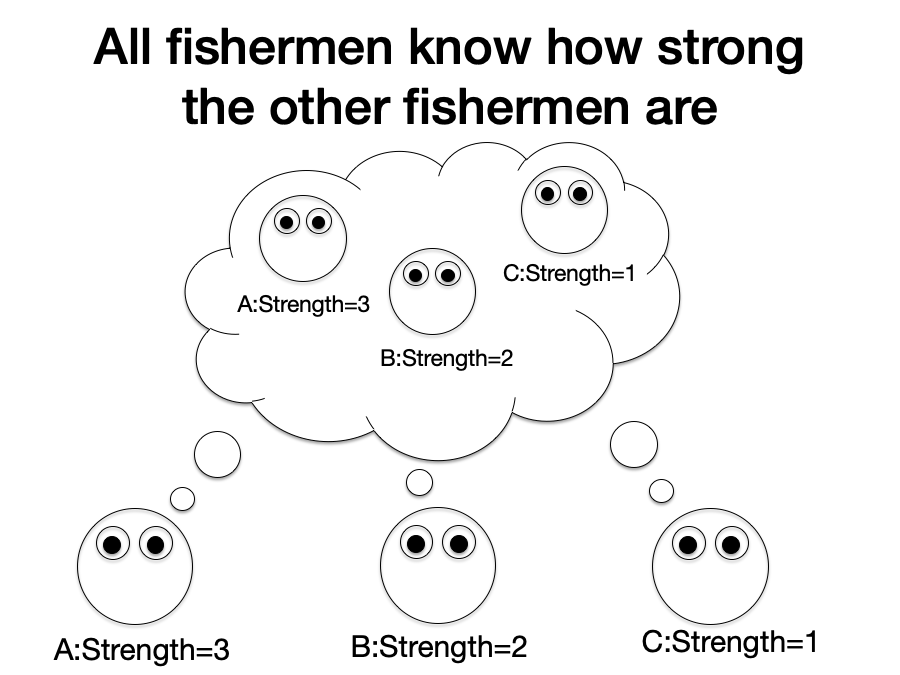 All fishermen know how strong
the other fishermen are
C:Strength=1
A:Strength=3
B:Strength=2
A:Strength=3
B:Strength=2
C:Strength=1